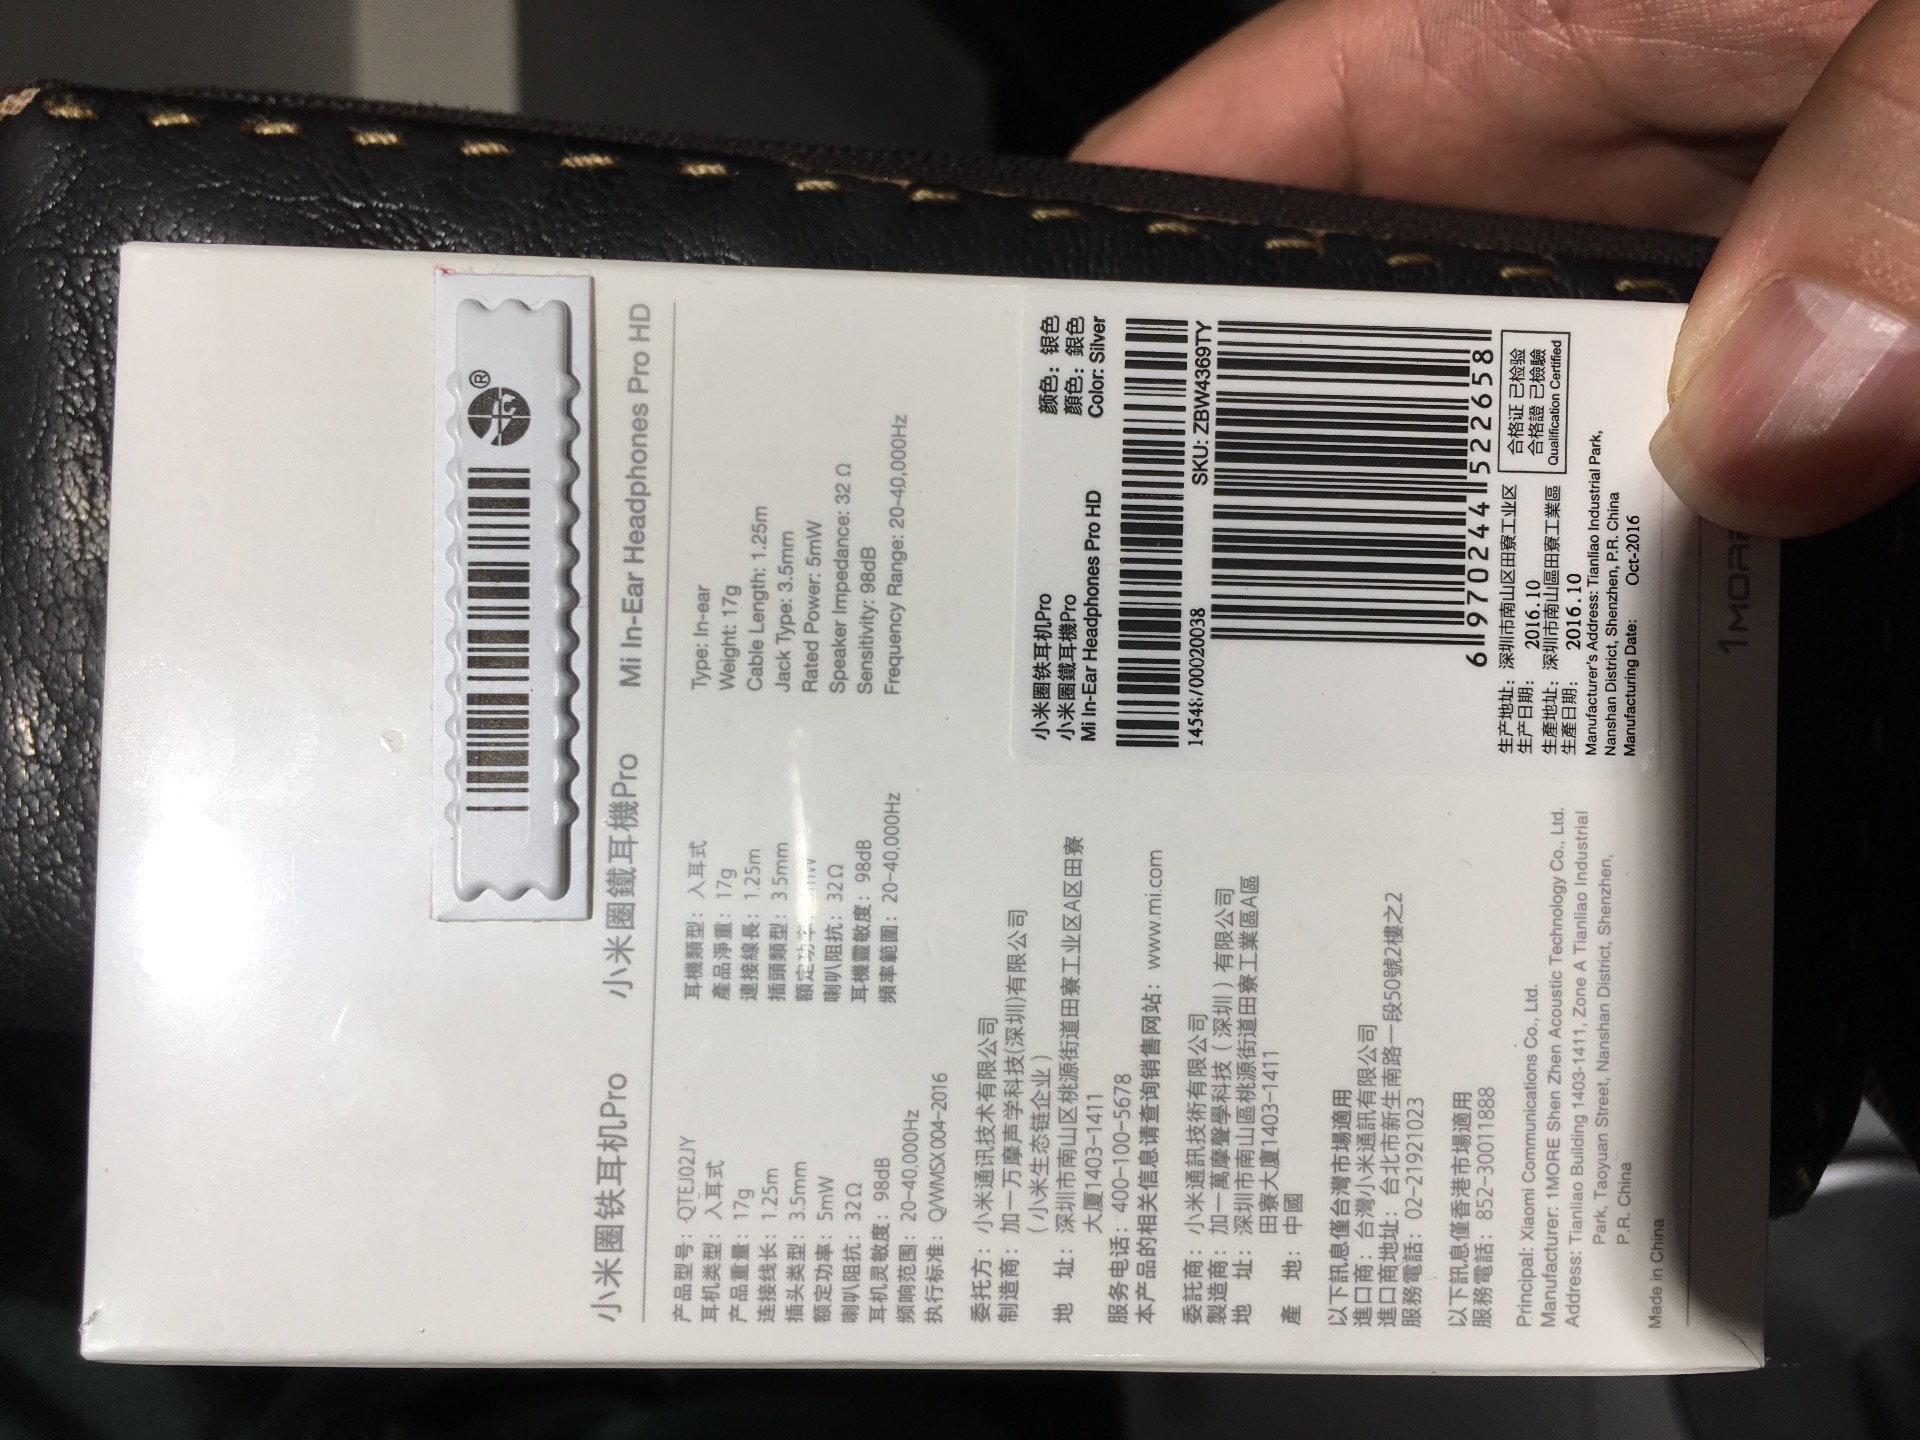 ®
小米圈铁耳机Pro 小米圈鐵耳機Pro Mi In-Ear Headphones Pro HD
产品型号：QTEJ02JY
耳机类型：入耳式
产品重量：17g
连接线长：1.25m
插头类型：3.5mm
额定功率：5mW
喇叭阻抗：32Ω
耳机灵敏度：98dB
频响范围：20-40,000Hz
执行标准：Q/WMSX004-2016
耳機類型：入耳式
產品淨重：17g
連接線長：1.25m
插頭類型：3.5mm
額定功率
喇叭阻抗：32Ω
耳機靈敏度：98dB
頻率範圍：20-40,000Hz
Type: In-ear
Weight: 17g
Cable Length: 1.25m
Jack Type: 3.5mm
Rated Power: 5mW
Speaker Impedance: 32 Ω
Sensitivity: 98dB
Frequency Range: 20-40,000Hz
委托方：小米通讯技术有限公司
制造商：加一万摩声学科技(深圳)有限公司
（小米生态链企业）
地 址：深圳市南山区桃源街道田寮工业区A区田寮
大厦1403-1411
服务电话：400-100-5678
本产品的相关信息请查询销售网站：www.mi.com
委託商：小米通訊技術有限公司
製造商：加一萬摩聲學科技（深圳）有限公司
地 址：深圳市南山區桃源街道田寮工業區A區
田寮大廈1403-1411
產 地：中國
以下訊息僅台灣市場適用
進口商：台灣小米通訊有限公司
進口商地址：台北市新生南路一段50號2樓之2
服務電話：02-21921023
以下訊息僅香港市場適用
服務電話：852-30011888
Principal: Xiaomi Communications Co., Ltd.
Manufacturer: 1MORE Shen Zhen Acoustic Technology Co., Ltd.
Address: Tianliao Building 1403-1411, Zone A Tianliao Industrial
Park, Taoyuan Street, Nanshan District, Shenzhen,
P.R. China
Made in China
小米圈铁耳机Pro 颜色：银色
小米圈鐵耳機Pro 顏色：銀色
Mi In-Ear Headphones Pro HD Color: Silver
14548/00020038 SKU: ZBW4369TY
6 970244 522658
生产地址：深圳市南山区田寮工业区
生产日期：2016.10
生產地址：深圳市南山區田寮工業區
生產日期：2016.10
合格证 已检验
合格證 已檢驗
Qualification Certified
Manufacturer's Address: Tianliao Industrial Park,
Nanshan District, Shenzhen, P.R. China
Manufacturing Date: Oct-2016
1MORE